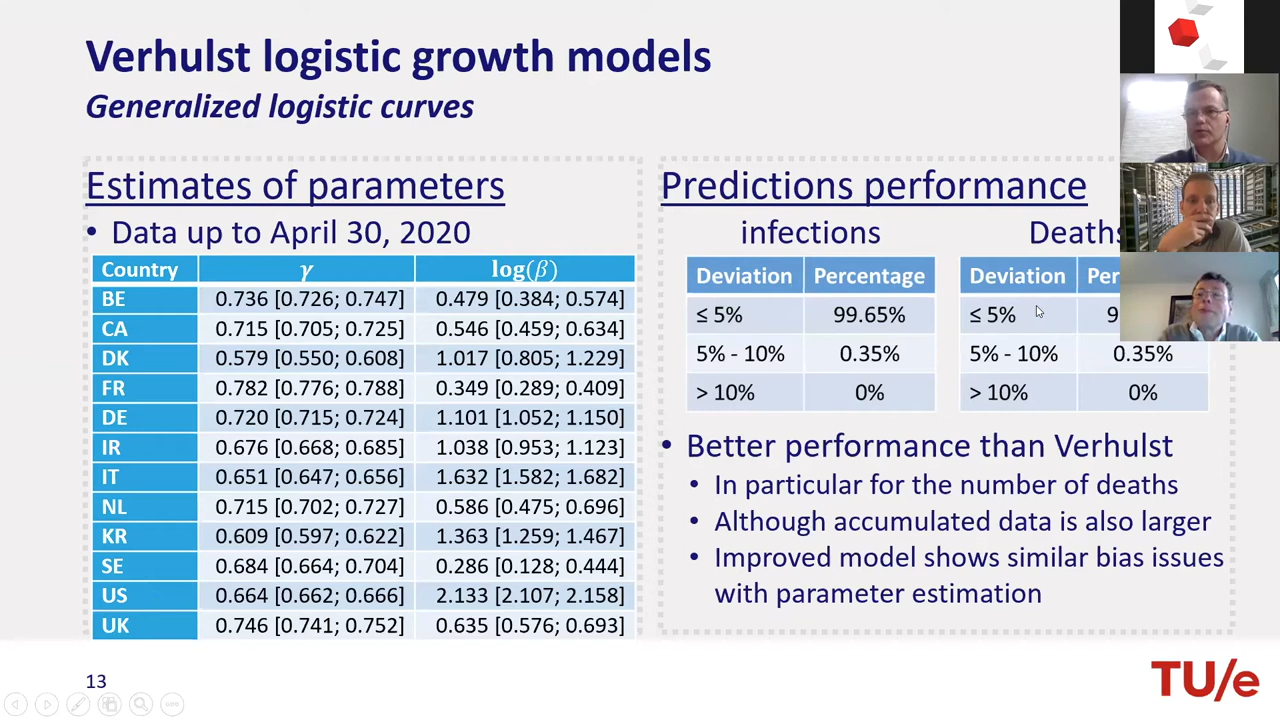 Verhulst logistic growth models
Generalized logistic curves
Estimates of parameters
• Data up to April 30, 2020
Country γ log(β)
BE 0.736 [0.726; 0.747] 0.479 [0.384; 0.574]
CA 0.715 [0.705; 0.725] 0.546 [0.459; 0.634]
DK 0.579 [0.550; 0.608] 1.017 [0.805; 1.229]
FR 0.782 [0.776; 0.788] 0.349 [0.289; 0.409]
DE 0.720 [0.715; 0.724] 1.101 [1.052; 1.150]
IR 0.676 [0.668; 0.685] 1.038 [0.953; 1.123]
IT 0.651 [0.647; 0.656] 1.632 [1.582; 1.682]
NL 0.715 [0.702; 0.727] 0.586 [0.475; 0.696]
KR 0.609 [0.597; 0.622] 1.363 [1.259; 1.467]
SE 0.684 [0.664; 0.704] 0.286 [0.128; 0.444]
US 0.664 [0.662; 0.666] 2.133 [2.107; 2.158]
UK 0.746 [0.741; 0.752] 0.635 [0.576; 0.693]
Predictions performance
infections
Deviation Percentage
≤ 5% 99.65%
5% - 10% 0.35%
> 10% 0%
Deaths
Deviation
≤ 5%
5% - 10% 0.35%
> 10% 0%
• Better performance than Verhulst
• In particular for the number of deaths
• Although accumulated data is also larger
• Improved model shows similar bias issues
with parameter estimation
13
TU/e